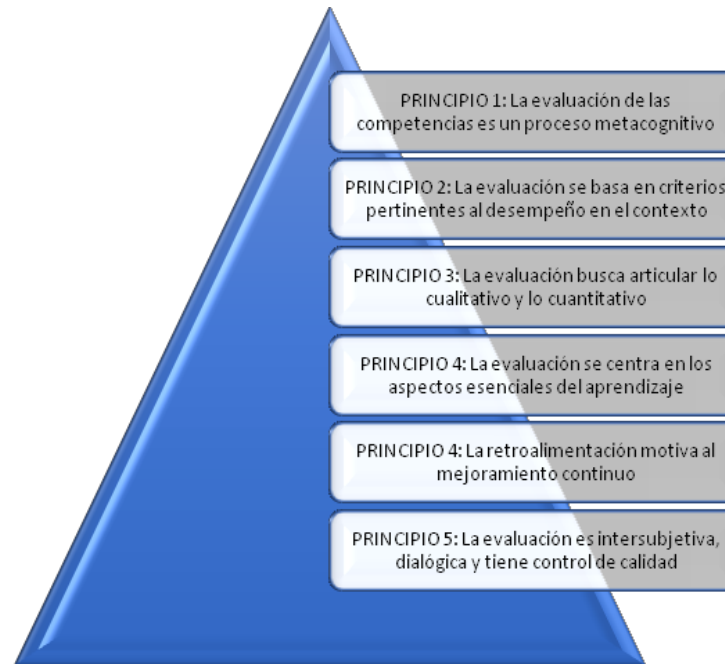 PRINCIPIO 1: La evaluación de las
competencias es un proceso metacognitivo
PRINCIPIO 2: La evaluación se basa en criterios
pertinentes al desempeño en el contexto
PRINCIPIO 3: La evaluación busca articular lo
cualitativo y lo cuantitativo
PRINCIPIO 4: La evaluación se centra en los
aspectos esenciales del aprendizaje
PRINCIPIO 4: La retroalimentación motiva al
mejoramiento continuo
PRINCIPIO 5: La evaluación es intersubjetiva,
dialógica y tiene control de calidad